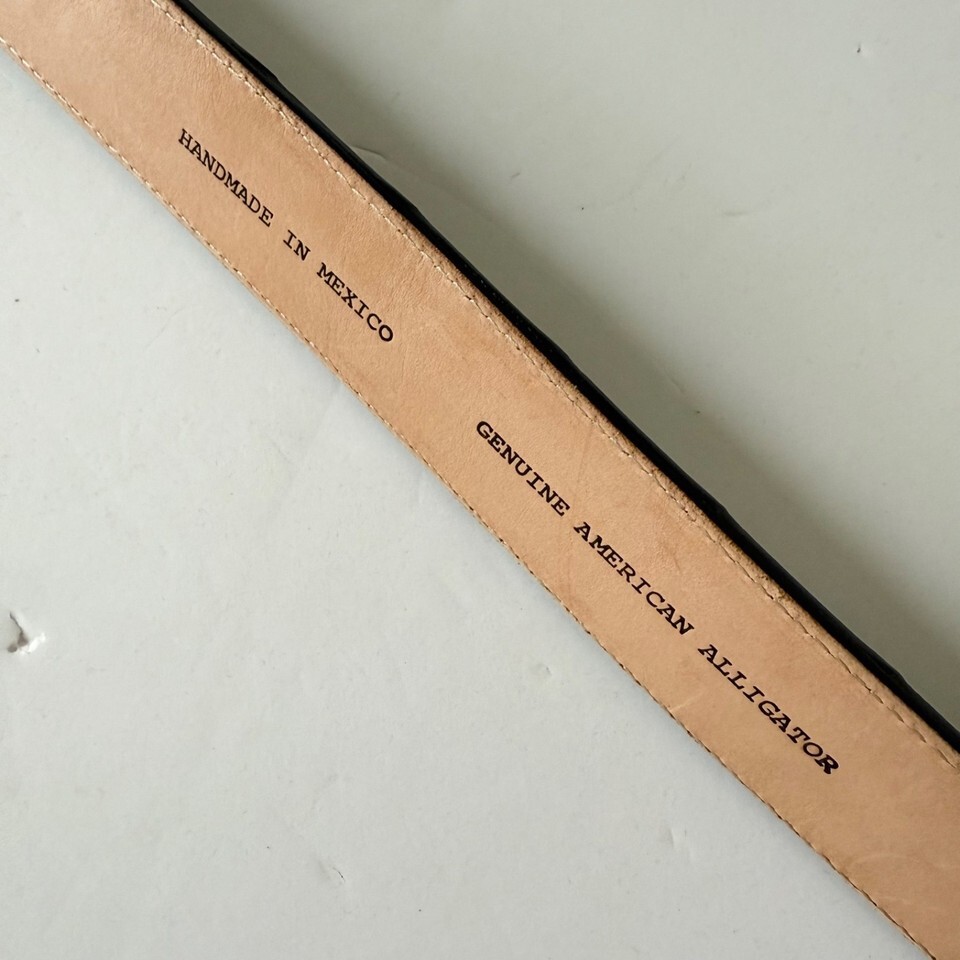 HANDMADE IN MEXICO
GENUINE AMERICAN ALLIGATOR